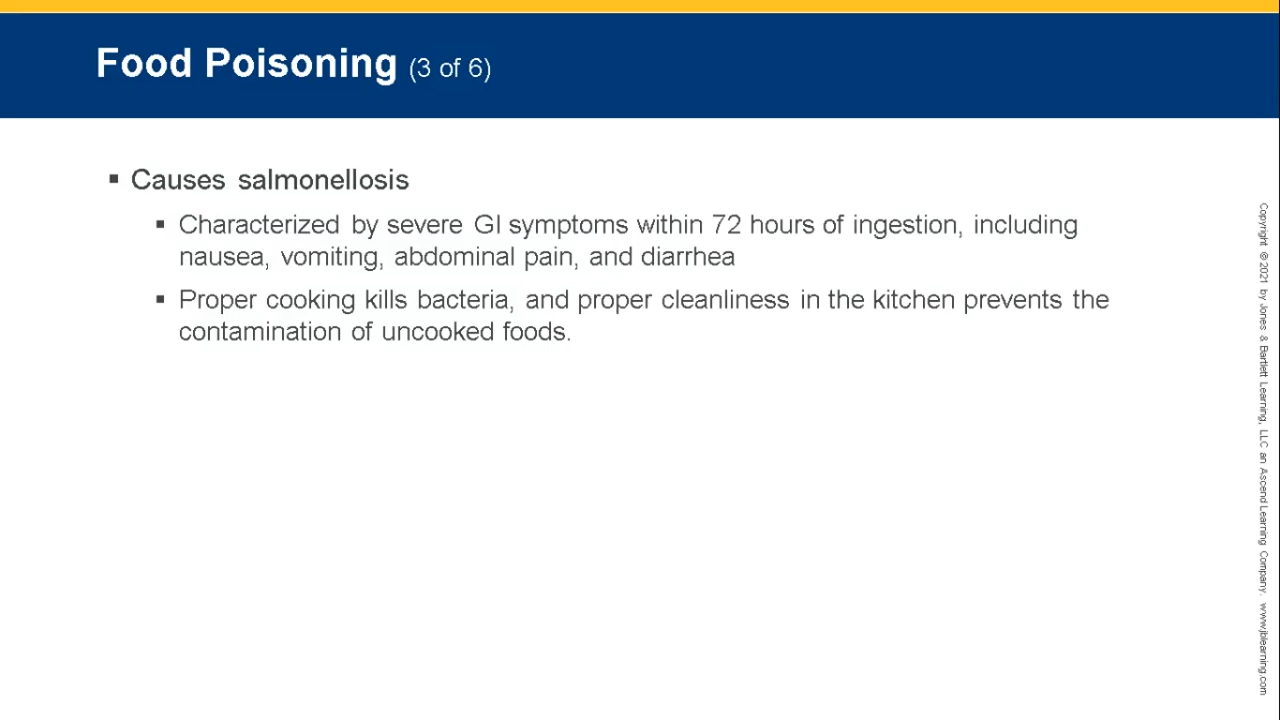 Food Poisoning (3 of 6)
▪ Causes salmonellosis
▪ Characterized by severe GI symptoms within 72 hours of ingestion, including
nausea, vomiting, abdominal pain, and diarrhea
▪ Proper cooking kills bacteria, and proper cleanliness in the kitchen prevents the
contamination of uncooked foods.
Copyright © 2021 by Jones & Bartlett Learning, LLC an Ascend Learning Company. www.jblearning.com